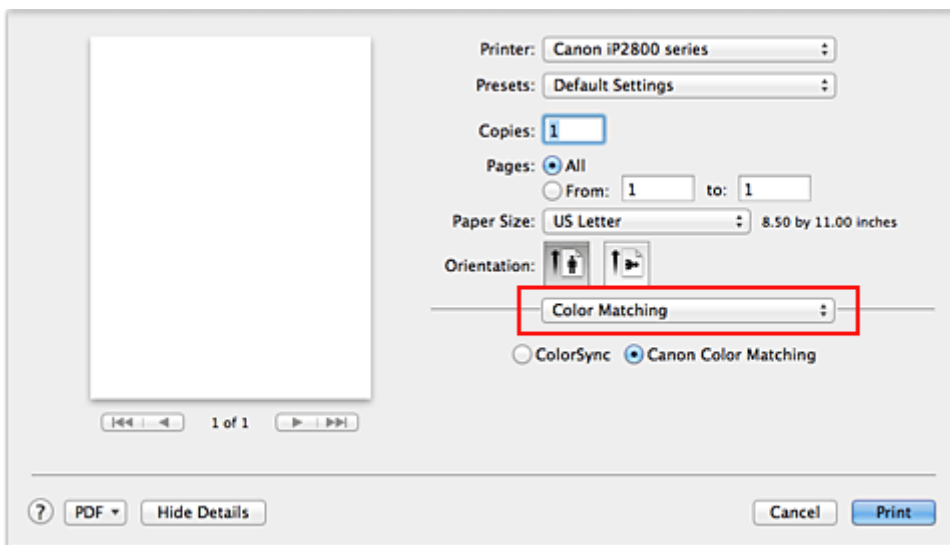 Printer: Canon iP2800 series
Presets: Default Settings
Copies: 1
Pages: All
From: 1 to: 1
Paper Size: US Letter 8.50 by 11.00 inches
Orientation:
Color Matching
ColorSync Canon Color Matching
1 of 1
? PDF Hide Details Cancel Print